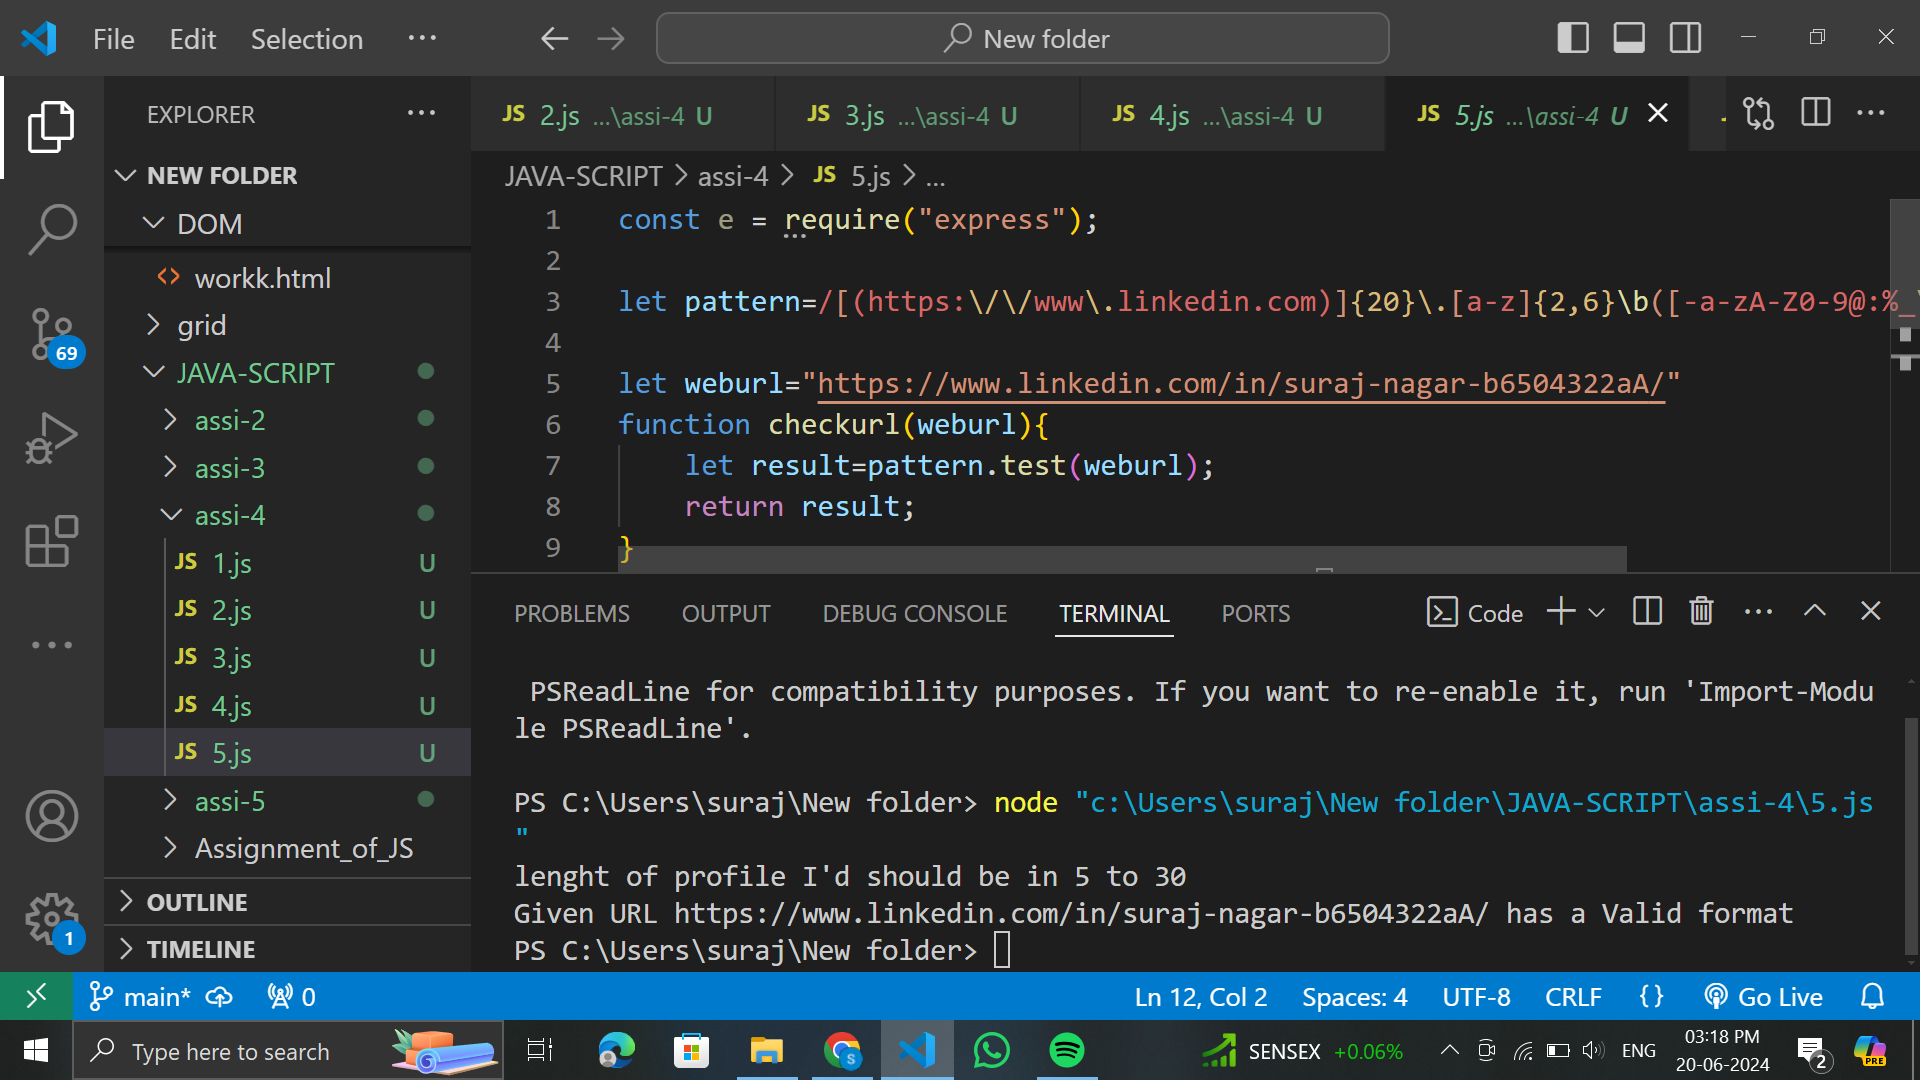 File Edit Selection ...
New folder
EXPLORER ...
NEW FOLDER
DOM
workk.html
grid
JAVA-SCRIPT
assi-2
assi-3
assi-4
JS 1.js U
JS 2.js U
JS 3.js U
JS 4.js U
JS 5.js U
assi-5
Assignment_of_JS
OUTLINE
TIMELINE
69
1
JS 2.js ...\assi-4 U
JS 3.js ...\assi-4 U
JS 4.js ...\assi-4 U
JS 5.js ...\assi-4 U
JAVA-SCRIPT > assi-4 > JS 5.js > ...
1 const e = require("express");
2
3 let pattern=/[(https:\/\/www\.linkedin.com)]{20}\.[a-z]{2,6}\b([-a-zA-Z0-9@:%_
4
5 let weburl="https://www.linkedin.com/in/suraj-nagar-b6504322aA/"
6 function checkurl(weburl){
7 let result=pattern.test(weburl);
8 return result;
9 }
PROBLEMS OUTPUT DEBUG CONSOLE TERMINAL PORTS
Code
PSReadLine for compatibility purposes. If you want to re-enable it, run 'Import-Modu
le PSReadLine'.
PS C:\Users\suraj\New folder> node "c:\Users\suraj\New folder\JAVA-SCRIPT\assi-4\5.js
"
lenght of profile I'd should be in 5 to 30
Given URL https://www.linkedin.com/in/suraj-nagar-b6504322aA/ has a Valid format
PS C:\Users\suraj\New folder>
main* 0
Ln 12, Col 2 Spaces: 4 UTF-8 CRLF {} Go Live
Type here to search
S
SENSEX +0.06%
ENG
03:18 PM
20-06-2024
2
PRE